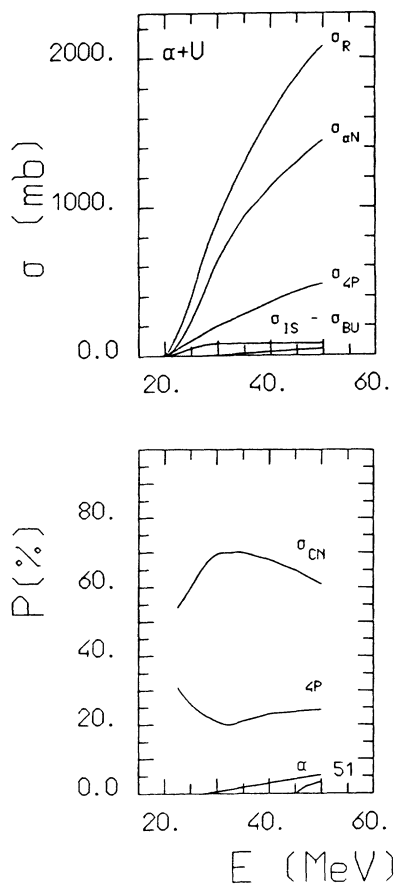 2000.
α+U
σ_R
σ_αN
1000.
σ (mb)
σ_4P
σ_IS - σ_BU
0.0
20. 40. 60.
80.
σ_CN
60.
P(%)
40.
4P
20.
α 51
0.0
20. 40. 60.
E (MeV)